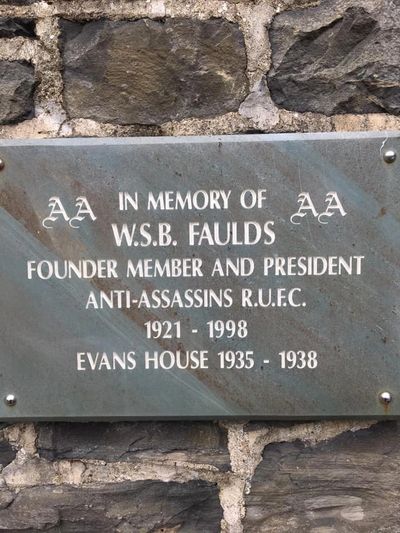 AA IN MEMORY OF AA
W.S.B. FAULDS
FOUNDER MEMBER AND PRESIDENT
ANTI-ASSASSINS R.U.F.C.
1921 - 1998
EVANS HOUSE 1935 - 1938